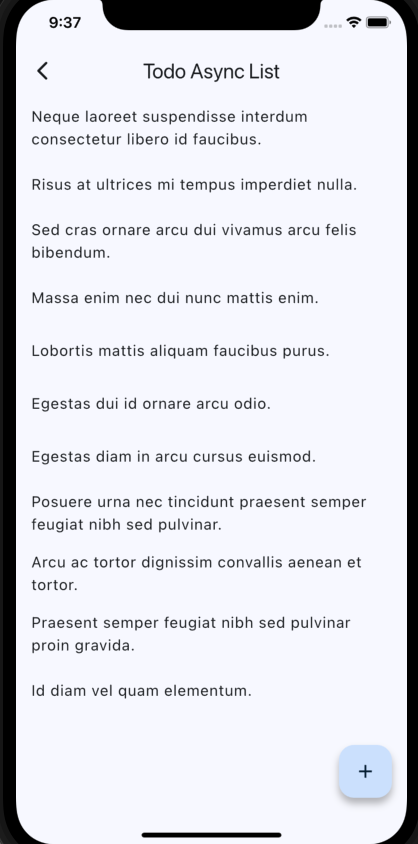 9:37
Todo Async List
Neque laoreet suspendisse interdum
consectetur libero id faucibus.
Risus at ultrices mi tempus imperdiet nulla.
Sed cras ornare arcu dui vivamus arcu felis
bibendum.
Massa enim nec dui nunc mattis enim.
Lobortis mattis aliquam faucibus purus.
Egestas dui id ornare arcu odio.
Egestas diam in arcu cursus euismod.
Posuere urna nec tincidunt praesent semper
feugiat nibh sed pulvinar.
Arcu ac tortor dignissim convallis aenean et
tortor.
Praesent semper feugiat nibh sed pulvinar
proin gravida.
Id diam vel quam elementum.
+